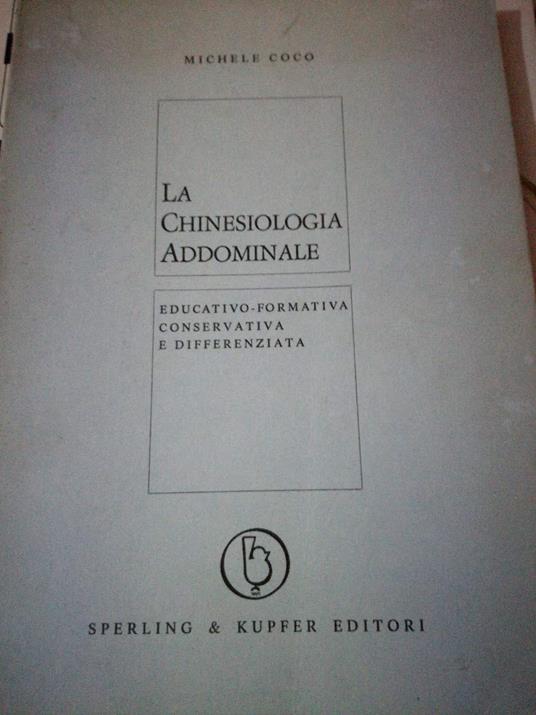 MICHELE COCO
LA
CHINESIOLOGIA
ADDOMINALE
EDUCATIVO-FORMATIVA
CONSERVATIVA
E DIFFERENZIATA
SPERLING & KUPFER EDITORI